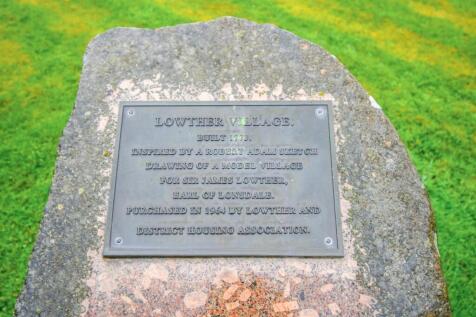 LOWTHER VILLAGE.
BUILT 1773.
INSPIRED BY A ROBERT ADAM SKETCH
DRAWING OF A MODEL VILLAGE
FOR SIR JAMES LOWTHER,
EARL OF LONSDALE.
PURCHASED IN 1964 BY LOWTHER AND
DISTRICT HOUSING ASSOCIATION.